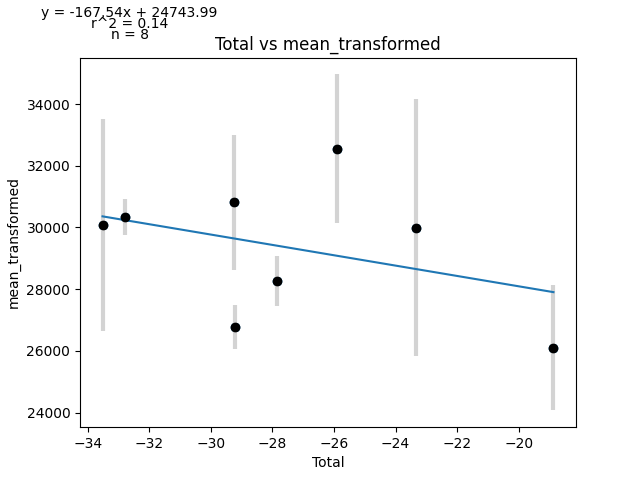 y = -167.54x + 24743.99
r^2 = 0.14
n = 8
Total vs mean_transformed
mean_transformed
34000
32000
30000
28000
26000
24000
−34 −32 −30 −28 −26 −24 −22 −20
Total